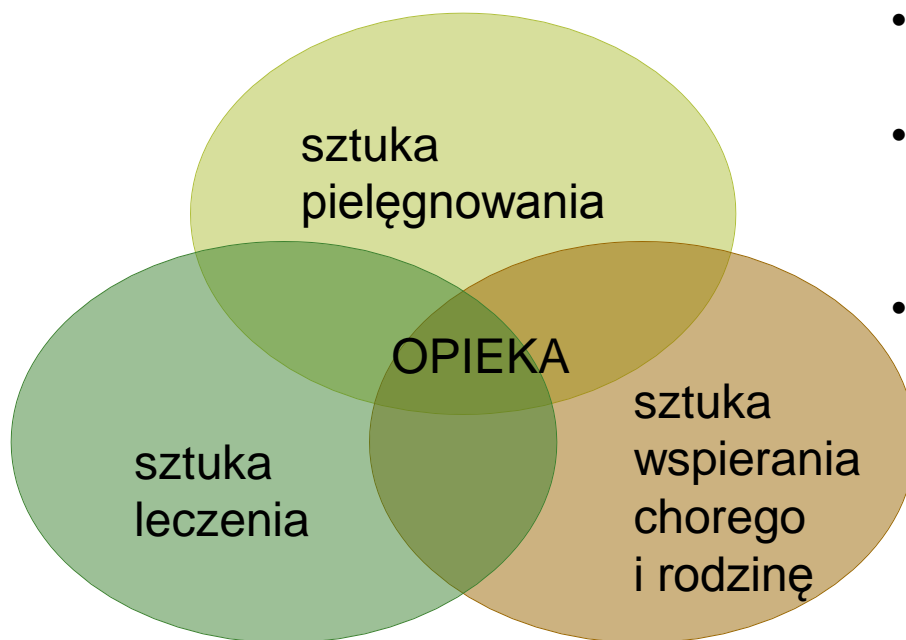 sztuka
pielęgnowania
OPIEKA
sztuka
leczenia
sztuka
wspierania
chorego
i rodzinę